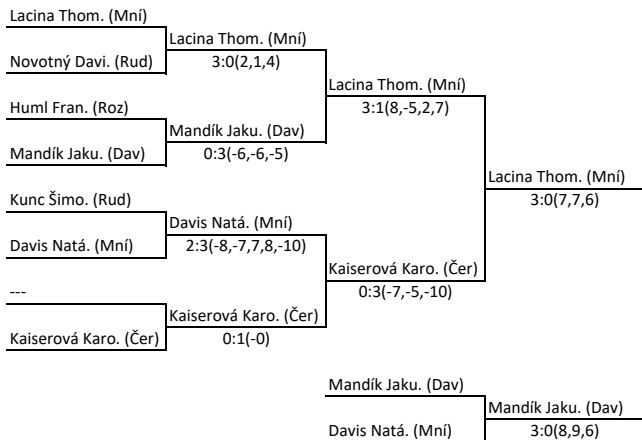 Lacina Thom. (Mní)
Lacina Thom. (Mní)
Novotný Davi. (Rud)
3:0(2,1,4)
Lacina Thom. (Mní)
Huml Fran. (Roz)
3:1(8,-5,2,7)
Mandík Jaku. (Dav)
Mandík Jaku. (Dav)
0:3(-6,-6,-5)
Lacina Thom. (Mní)
Kunc Šimo. (Rud)
3:0(7,7,6)
Davis Natá. (Mní)
Davis Natá. (Mní)
2:3(-8,-7,7,8,-10)
Kaiserová Karo. (Čer)
---
0:3(-7,-5,-10)
Kaiserová Karo. (Čer)
Kaiserová Karo. (Čer)
0:1(-0)
Mandík Jaku. (Dav)
Mandík Jaku. (Dav)
Davis Natá. (Mní)
3:0(8,9,6)